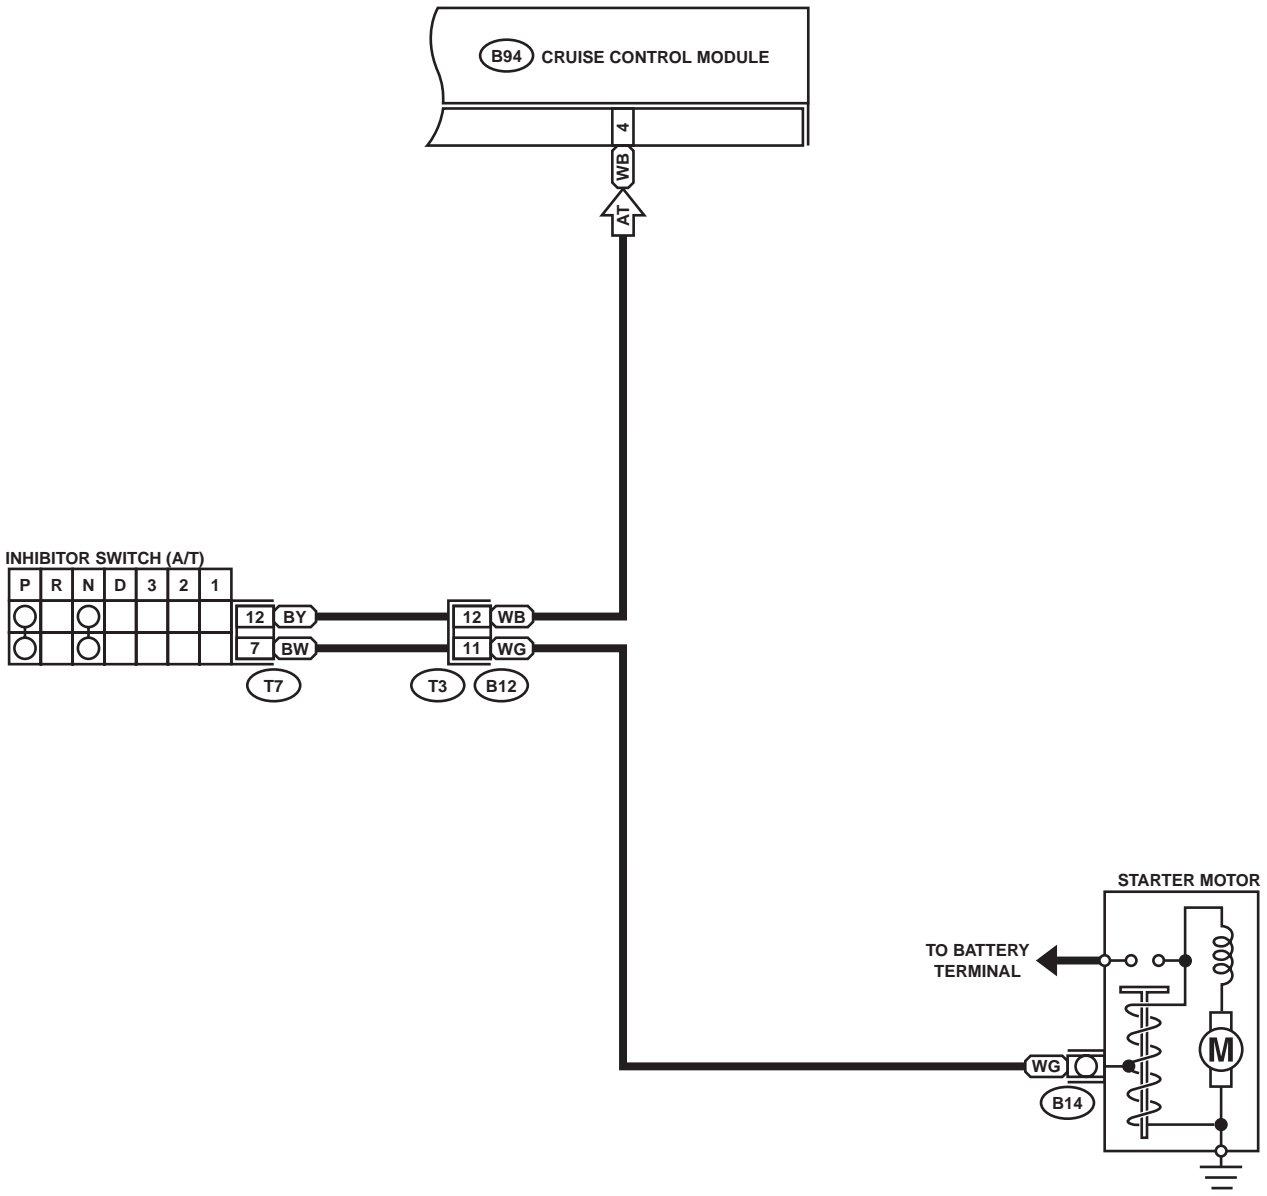 B94 CRUISE CONTROL MODULE
4
WB
AT
INHIBITOR SWITCH (A/T)
P R N D 3 2 1
12 BY 12 WB
7 BW 11 WG
T7 T3 B12
STARTER MOTOR
TO BATTERY
TERMINAL
M
WG
B14